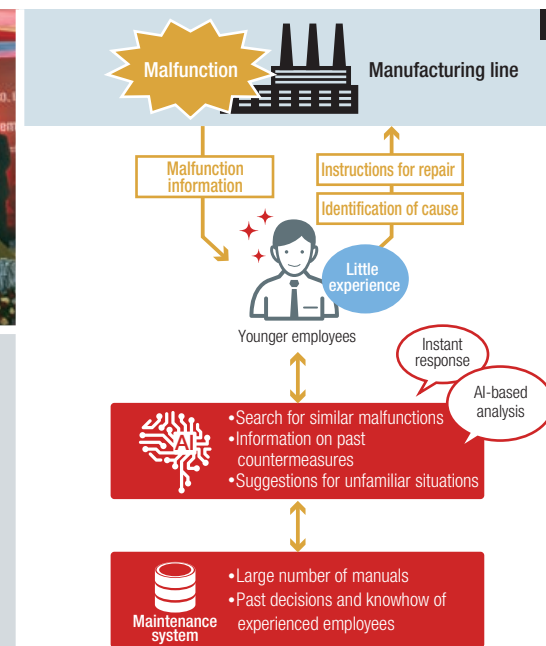 Malfunction
Manufacturing line
Malfunction
information
Instructions for repair
Identification of cause
Little
experience
Younger employees
Instant
response
AI-based
analysis
AI
•Search for similar malfunctions
•Information on past
countermeasures
•Suggestions for unfamiliar situations
Maintenance
system
•Large number of manuals
•Past decisions and knowhow of
experienced employees